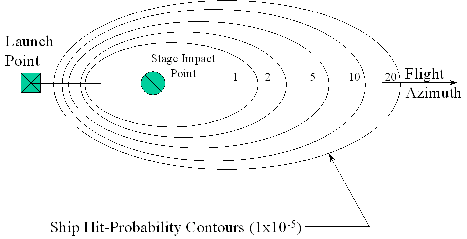 Launch
Point
Stage Impact
Point
1 2 5 10 20
Flight
Azimuth
Ship Hit-Probability Contours (1x10⁻⁵)